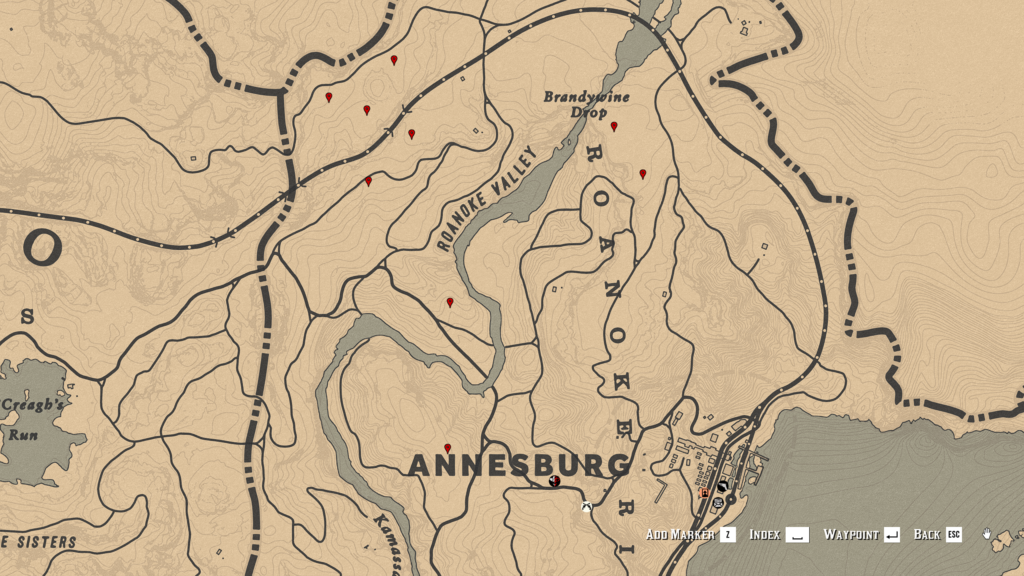 Brandywine
Drop
ROANOKE VALLEY
O
S
ROANOKE RI
Creagh's
Run
ANNESBURG
E SISTERS
Kamass
ADD MARKER Z INDEX WAYPOINT BACK ESC